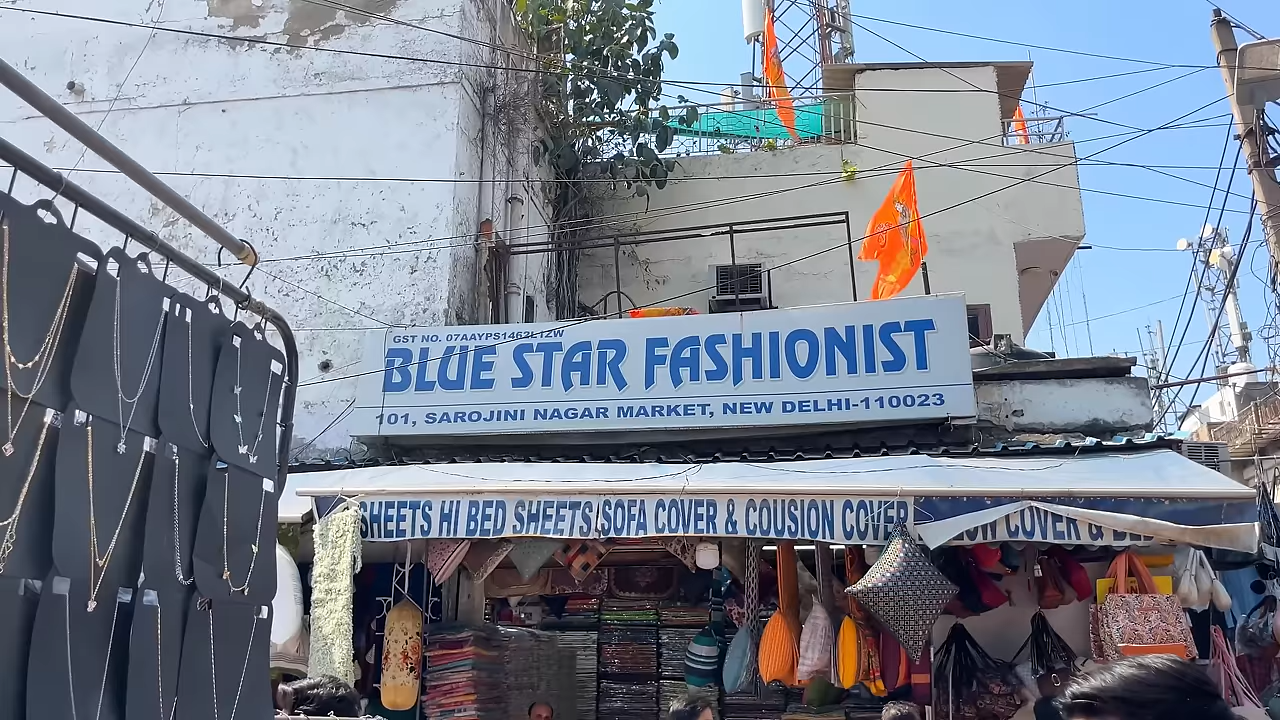 GST NO. 07AAYPS1462L1ZW
BLUE STAR FASHIONIST
101, SAROJINI NAGAR MARKET, NEW DELHI-110023
SHEETS HI BED SHEETS SOFA COVER & COUSION COVER
COVER &